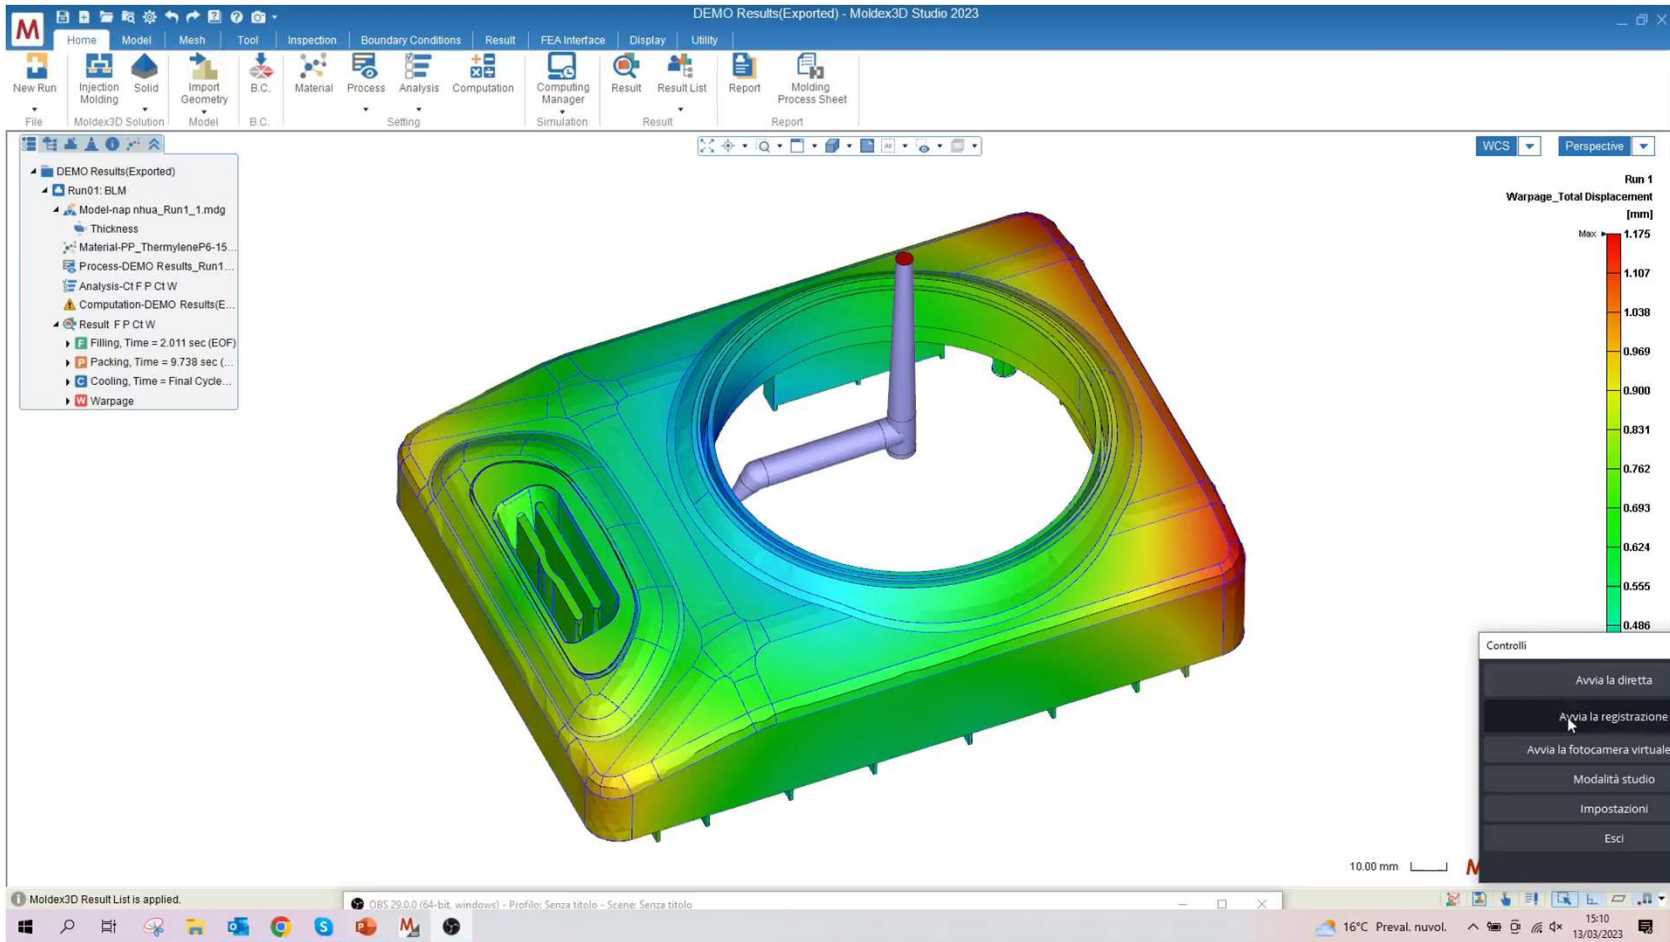 DEMO Results(Exported) - Moldex3D Studio 2023
Home
Model
Mesh
Tool
Inspection
Boundary Conditions
Result
FEA Interface
Display
Utility
New Run
Injection
Molding
Solid
Import
Geometry
B.C.
Material
Process
Analysis
Computation
Computing
Manager
Result
Result List
Report
Molding
Process Sheet
File
Moldex3D Solution
Model
B.C.
Setting
Simulation
Result
Report
WCS
Perspective
DEMO Results(Exported)
Run01: BLM
Model-nap nhua_Run1_1.mdg
Thickness
Material-PP_ThermyleneP6-15...
Process-DEMO Results_Run1...
Analysis-Ct F P Ct W
Computation-DEMO Results(E...
Result F P Ct W
F Filling, Time = 2.011 sec (EOF)
P Packing, Time = 9.738 sec (...
C Cooling, Time = Final Cycle...
W Warpage
Run 1
Warpage_Total Displacement
[mm]
Max 1.175
1.107
1.038
0.969
0.900
0.831
0.762
0.693
0.624
0.555
0.486
Controlli
Avvia la diretta
Avvia la registrazione
Avvia la fotocamera virtuale
Modalità studio
Impostazioni
Esci
10.00 mm
Moldex3D Result List is applied.
OBS 29.0.0 (64-bit, windows) - Profilo: Senza titolo - Scene: Senza titolo
16°C Preval. nuvol.
15:10
13/03/2023